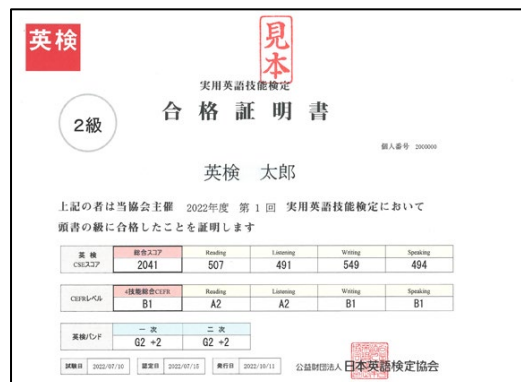 英検
見本
実用英語技能検定
合格証明書
2級
個人番号 2000000
英検 太郎
上記の者は当協会主催 2022年度 第1回 実用英語技能検定において
頭書の級に合格したことを証明します
英検CSEスコア 総合スコア Reading Listening Writing Speaking
2041 507 491 549 494
CEFRレベル 4技能総合CEFR Reading Listening Writing Speaking
B1 A2 A2 B1 B1
英検バンド 一次 二次
G2 +2 G2 +2
試験日 2022/07/10 認定日 2022/07/15 発行日 2022/10/11 公益財団法人 日本英語検定協会